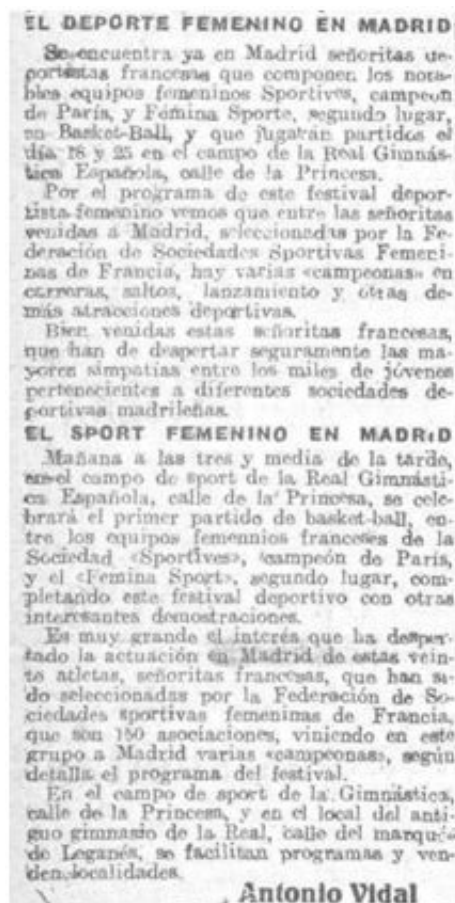 EL DEPORTE FEMENINO EN MADRID
Se encuentra ya en Madrid señoritas de-
portistas francesas que componen los nota-
bles equipos femeninos Sportives, campeon
de París, y Fémina Sports, segundo lugar,
en Basket-Ball, y que jugarán partidos el
día 18 y 25 en el campo de la Real Gimnás-
tica Española, calle de la Princesa.
Por el programa de este festival depor-
tista femenino vemos que entre las señoritas
venidas a Madrid, seleccionadas por la Fe-
deración de Sociedades Sportivas Femeni-
nas de Francia, hay varias «campeonas» en
carreras, saltos, lanzamiento y otras de-
más atracciones deportivas.
Bien venidas estas señoritas francesas,
que han de despertar seguramente las ma-
yores simpatías entre los miles de jóvenes
pertenecientes a diferentes sociedades de-
portivas madrileñas.
EL SPORT FEMENINO EN MADRID
Mañana a las tres y media de la tarde,
en el campo de sport de la Real Gimnásti-
ca Española, calle de la Princesa, se cele-
brará el primer partido de basket-ball, en-
tre los equipos femennios franceses de la
Sociedad «Sportives», campeón de París,
y el «Femina Sport», segundo lugar, com-
pletando este festival deportivo con otras
interesantes demostraciones.
Es muy grande el interés que ha desper-
tado la actuación en Madrid de estas vein-
te atletas, señoritas francesas, que han si-
do seleccionadas por la Federación de So-
ciedades sportivas femeninas de Francia,
que son 150 asociaciones, viniendo en este
grupo a Madrid varias «campeonas», según
detalla el programa del festival.
En el campo de sport de la Gimnástica,
calle de la Princesa, y en el local del anti-
guo gimnasio de la Real, calle del marqués
de Leganés, se facilitan programas y ven-
den localidades.
Antonio Vidal